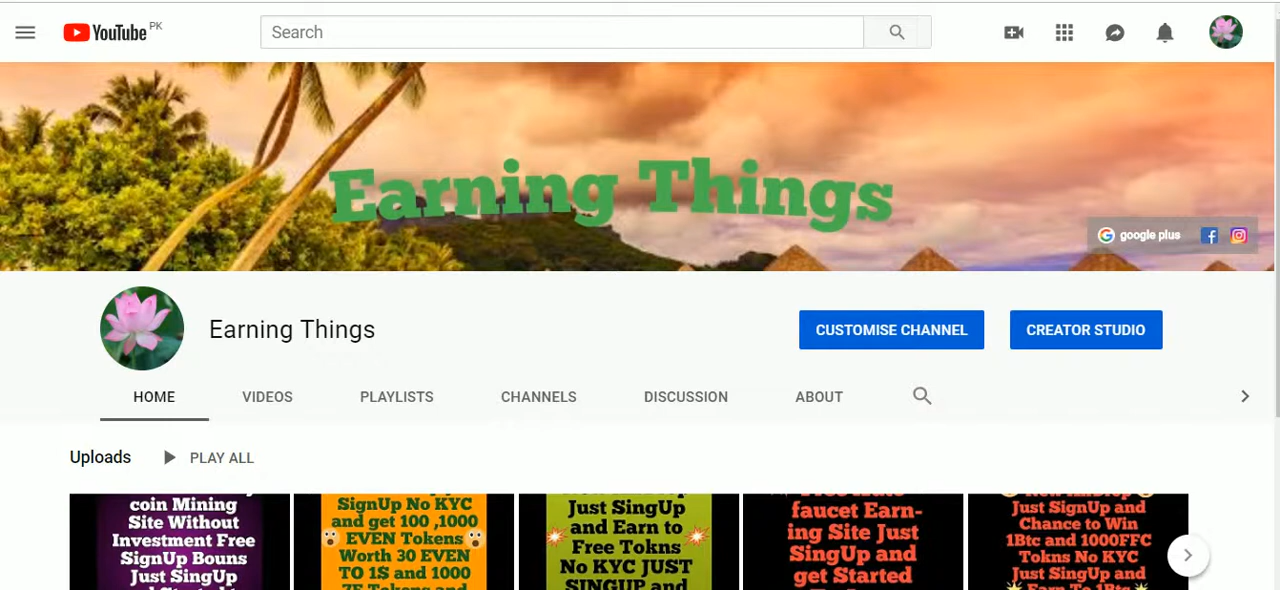 YouTube PK
Search
Earning Things
google plus
Earning Things
CUSTOMISE CHANNEL
CREATOR STUDIO
HOME
VIDEOS
PLAYLISTS
CHANNELS
DISCUSSION
ABOUT
Uploads
PLAY ALL
coin Mining
Site Without
Investment Free
SignUp Bouns
Just SingUp
SignUp No KYC
and get 100 ,1000
EVEN Tokens
Worth 30 EVEN
TO 1$ and 1000
Just SingUp
and Earn to
Free Tokns
No KYC JUST
SINGUP and
faucet Earn-
ing Site Just
SingUp and
get Started
Just SignUp and
Chance to Win
1Btc and 1000FFC
Tokns No KYC
Just SingUp and
Earn To 1Btc